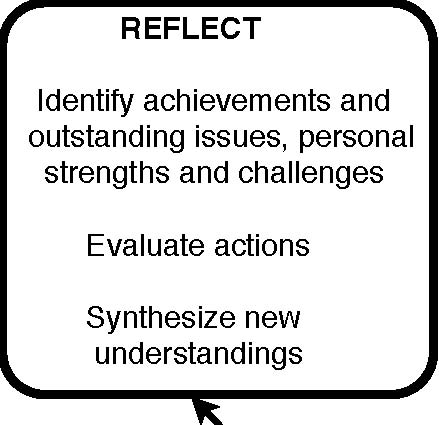 REFLECT
Identify achievements and
outstanding issues, personal
strengths and challenges
Evaluate actions
Synthesize new
understandings